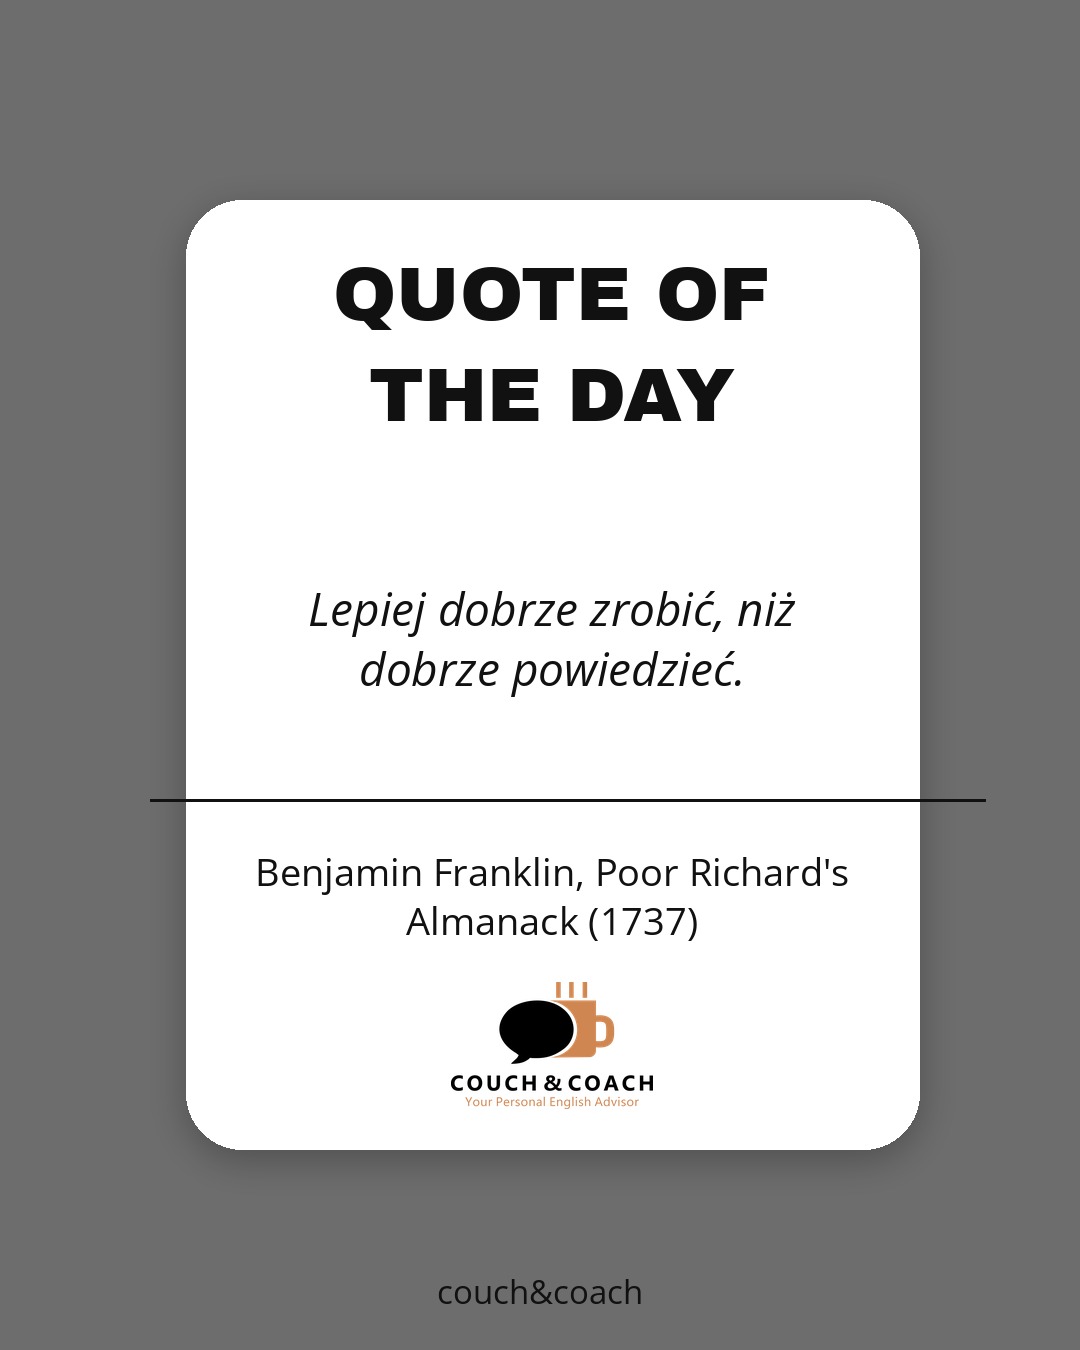 QUOTE OF
THE DAY
Lepiej dobrze zrobić, niż
dobrze powiedzieć.
Benjamin Franklin, Poor Richard's
Almanack (1737)
COUCH & COACH
Your Personal English Advisor
couch&coach